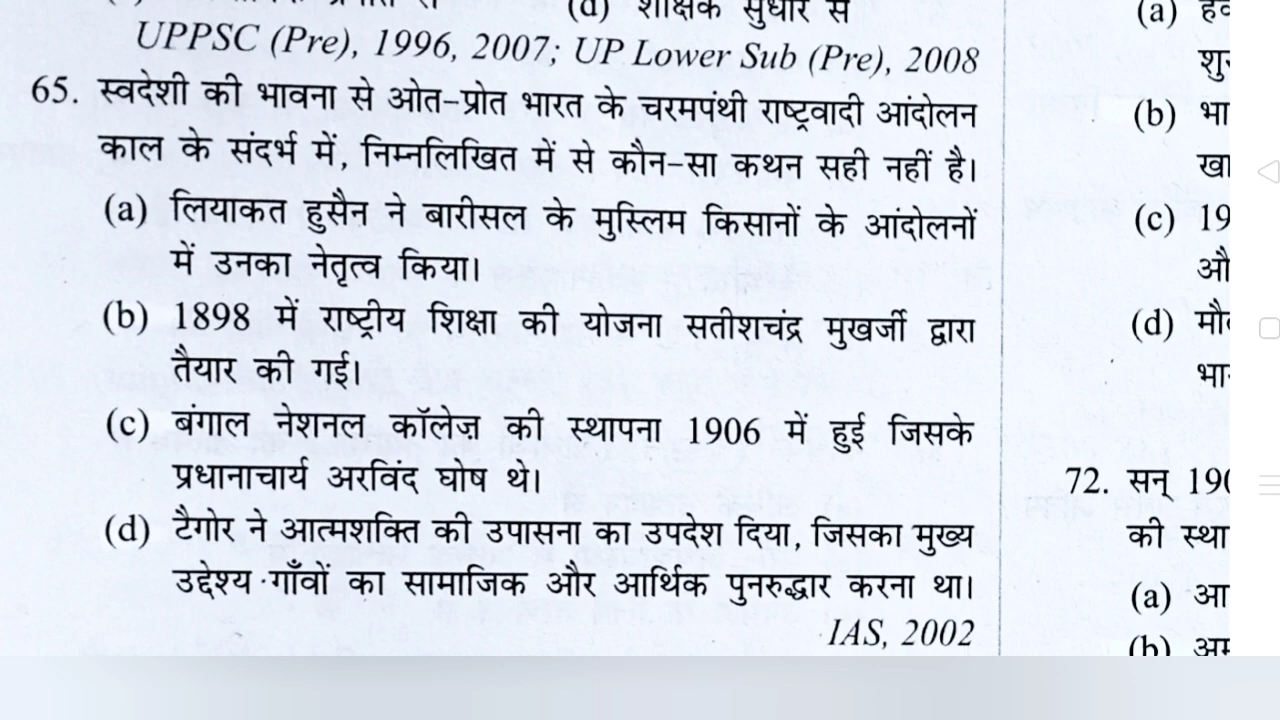 (d) शैक्षिक सुधार से
UPPSC (Pre), 1996, 2007; UP Lower Sub (Pre), 2008
65. स्वदेशी की भावना से ओत-प्रोत भारत के चरमपंथी राष्ट्रवादी आंदोलन
काल के संदर्भ में, निम्नलिखित में से कौन-सा कथन सही नहीं है।
(a) लियाकत हुसैन ने बारीसल के मुस्लिम किसानों के आंदोलनों
में उनका नेतृत्व किया।
(b) 1898 में राष्ट्रीय शिक्षा की योजना सतीशचंद्र मुखर्जी द्वारा
तैयार की गई।
(c) बंगाल नेशनल कॉलेज़ की स्थापना 1906 में हुई जिसके
प्रधानाचार्य अरविंद घोष थे।
(d) टैगोर ने आत्मशक्ति की उपासना का उपदेश दिया, जिसका मुख्य
उद्देश्य गाँवों का सामाजिक और आर्थिक पुनरुद्धार करना था।
IAS, 2002
(a)
(b) भा
खा
(c) 19
औ
(d)
भा
72. सन् 190
की स्था
(a) आ
(b) अम